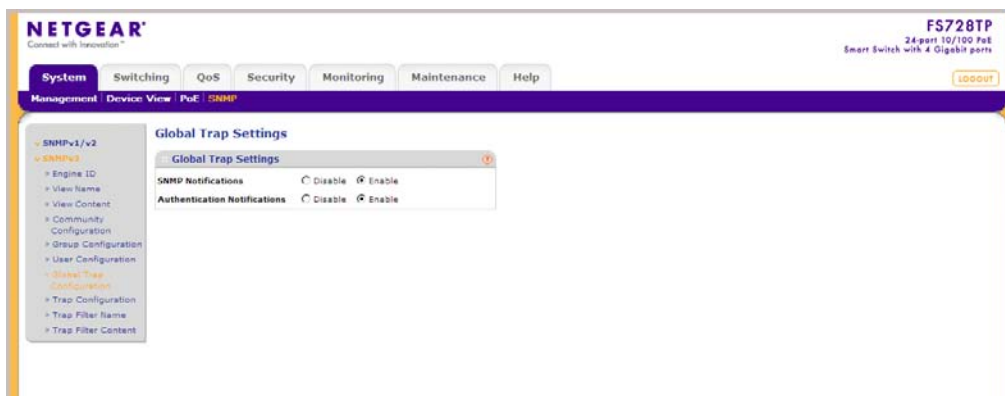 NETGEAR
Connect with Innovation™
FS728TP
24-port 10/100 PoE
Smart Switch with 4 Gigabit ports
System Switching QoS Security Monitoring Maintenance Help
LOGOUT
Management Device View PoE SNMP
SNMPv1/v2
SNMPv3
Engine ID
View Name
View Content
Community
Configuration
Group Configuration
User Configuration
Global Trap
Configuration
Trap Configuration
Trap Filter Name
Trap Filter Content
Global Trap Settings
Global Trap Settings
SNMP Notifications Disable Enable
Authentication Notifications Disable Enable